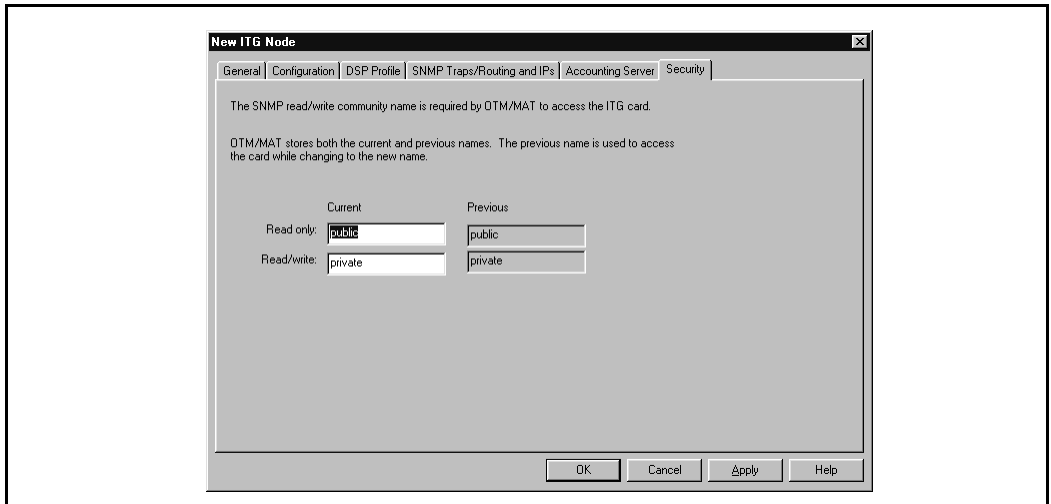 New ITG Node
General Configuration DSP Profile SNMP Traps/Routing and IPs Accounting Server Security
The SNMP read/write community name is required by OTM/MAT to access the ITG card.
OTM/MAT stores both the current and previous names. The previous name is used to access
the card while changing to the new name.
Current Previous
Read only: public public
Read/write: private private
OK Cancel Apply Help